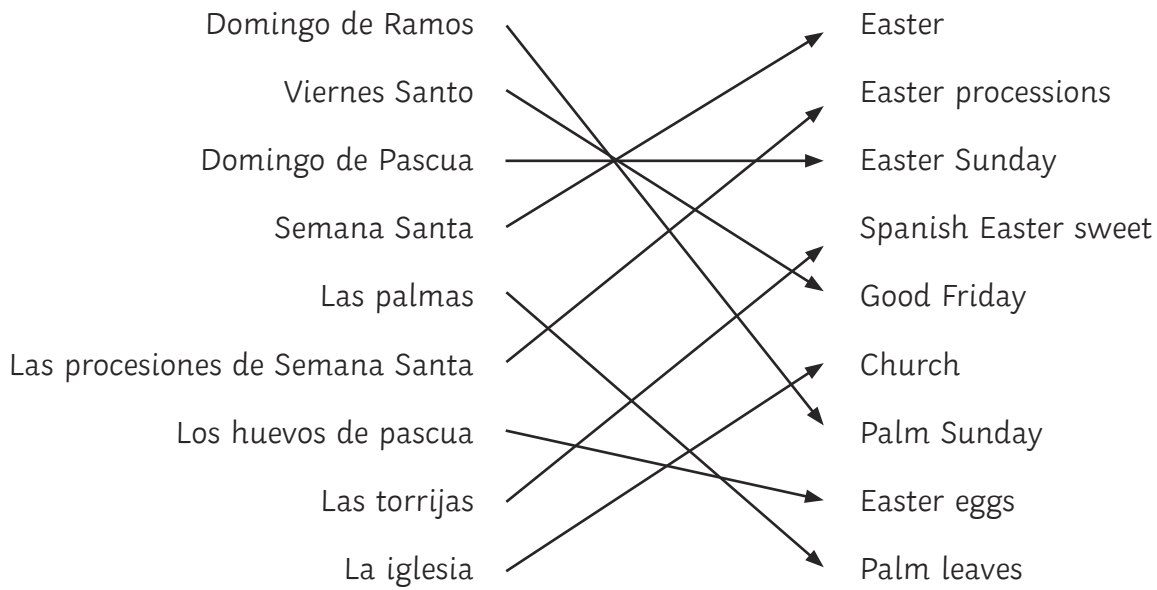 Domingo de Ramos
Viernes Santo
Domingo de Pascua
Semana Santa
Las palmas
Las procesiones de Semana Santa
Los huevos de pascua
Las torrijas
La iglesia
Easter
Easter processions
Easter Sunday
Spanish Easter sweet
Good Friday
Church
Palm Sunday
Easter eggs
Palm leaves